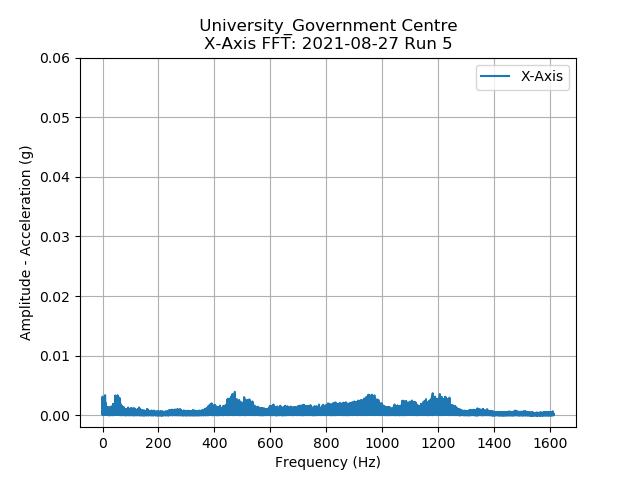 University_Government Centre
X-Axis FFT: 2021-08-27 Run 5
X-Axis
0.06
0.05
0.04
0.03
0.02
0.01
0.00
Amplitude - Acceleration (g)
0 200 400 600 800 1000 1200 1400 1600
Frequency (Hz)